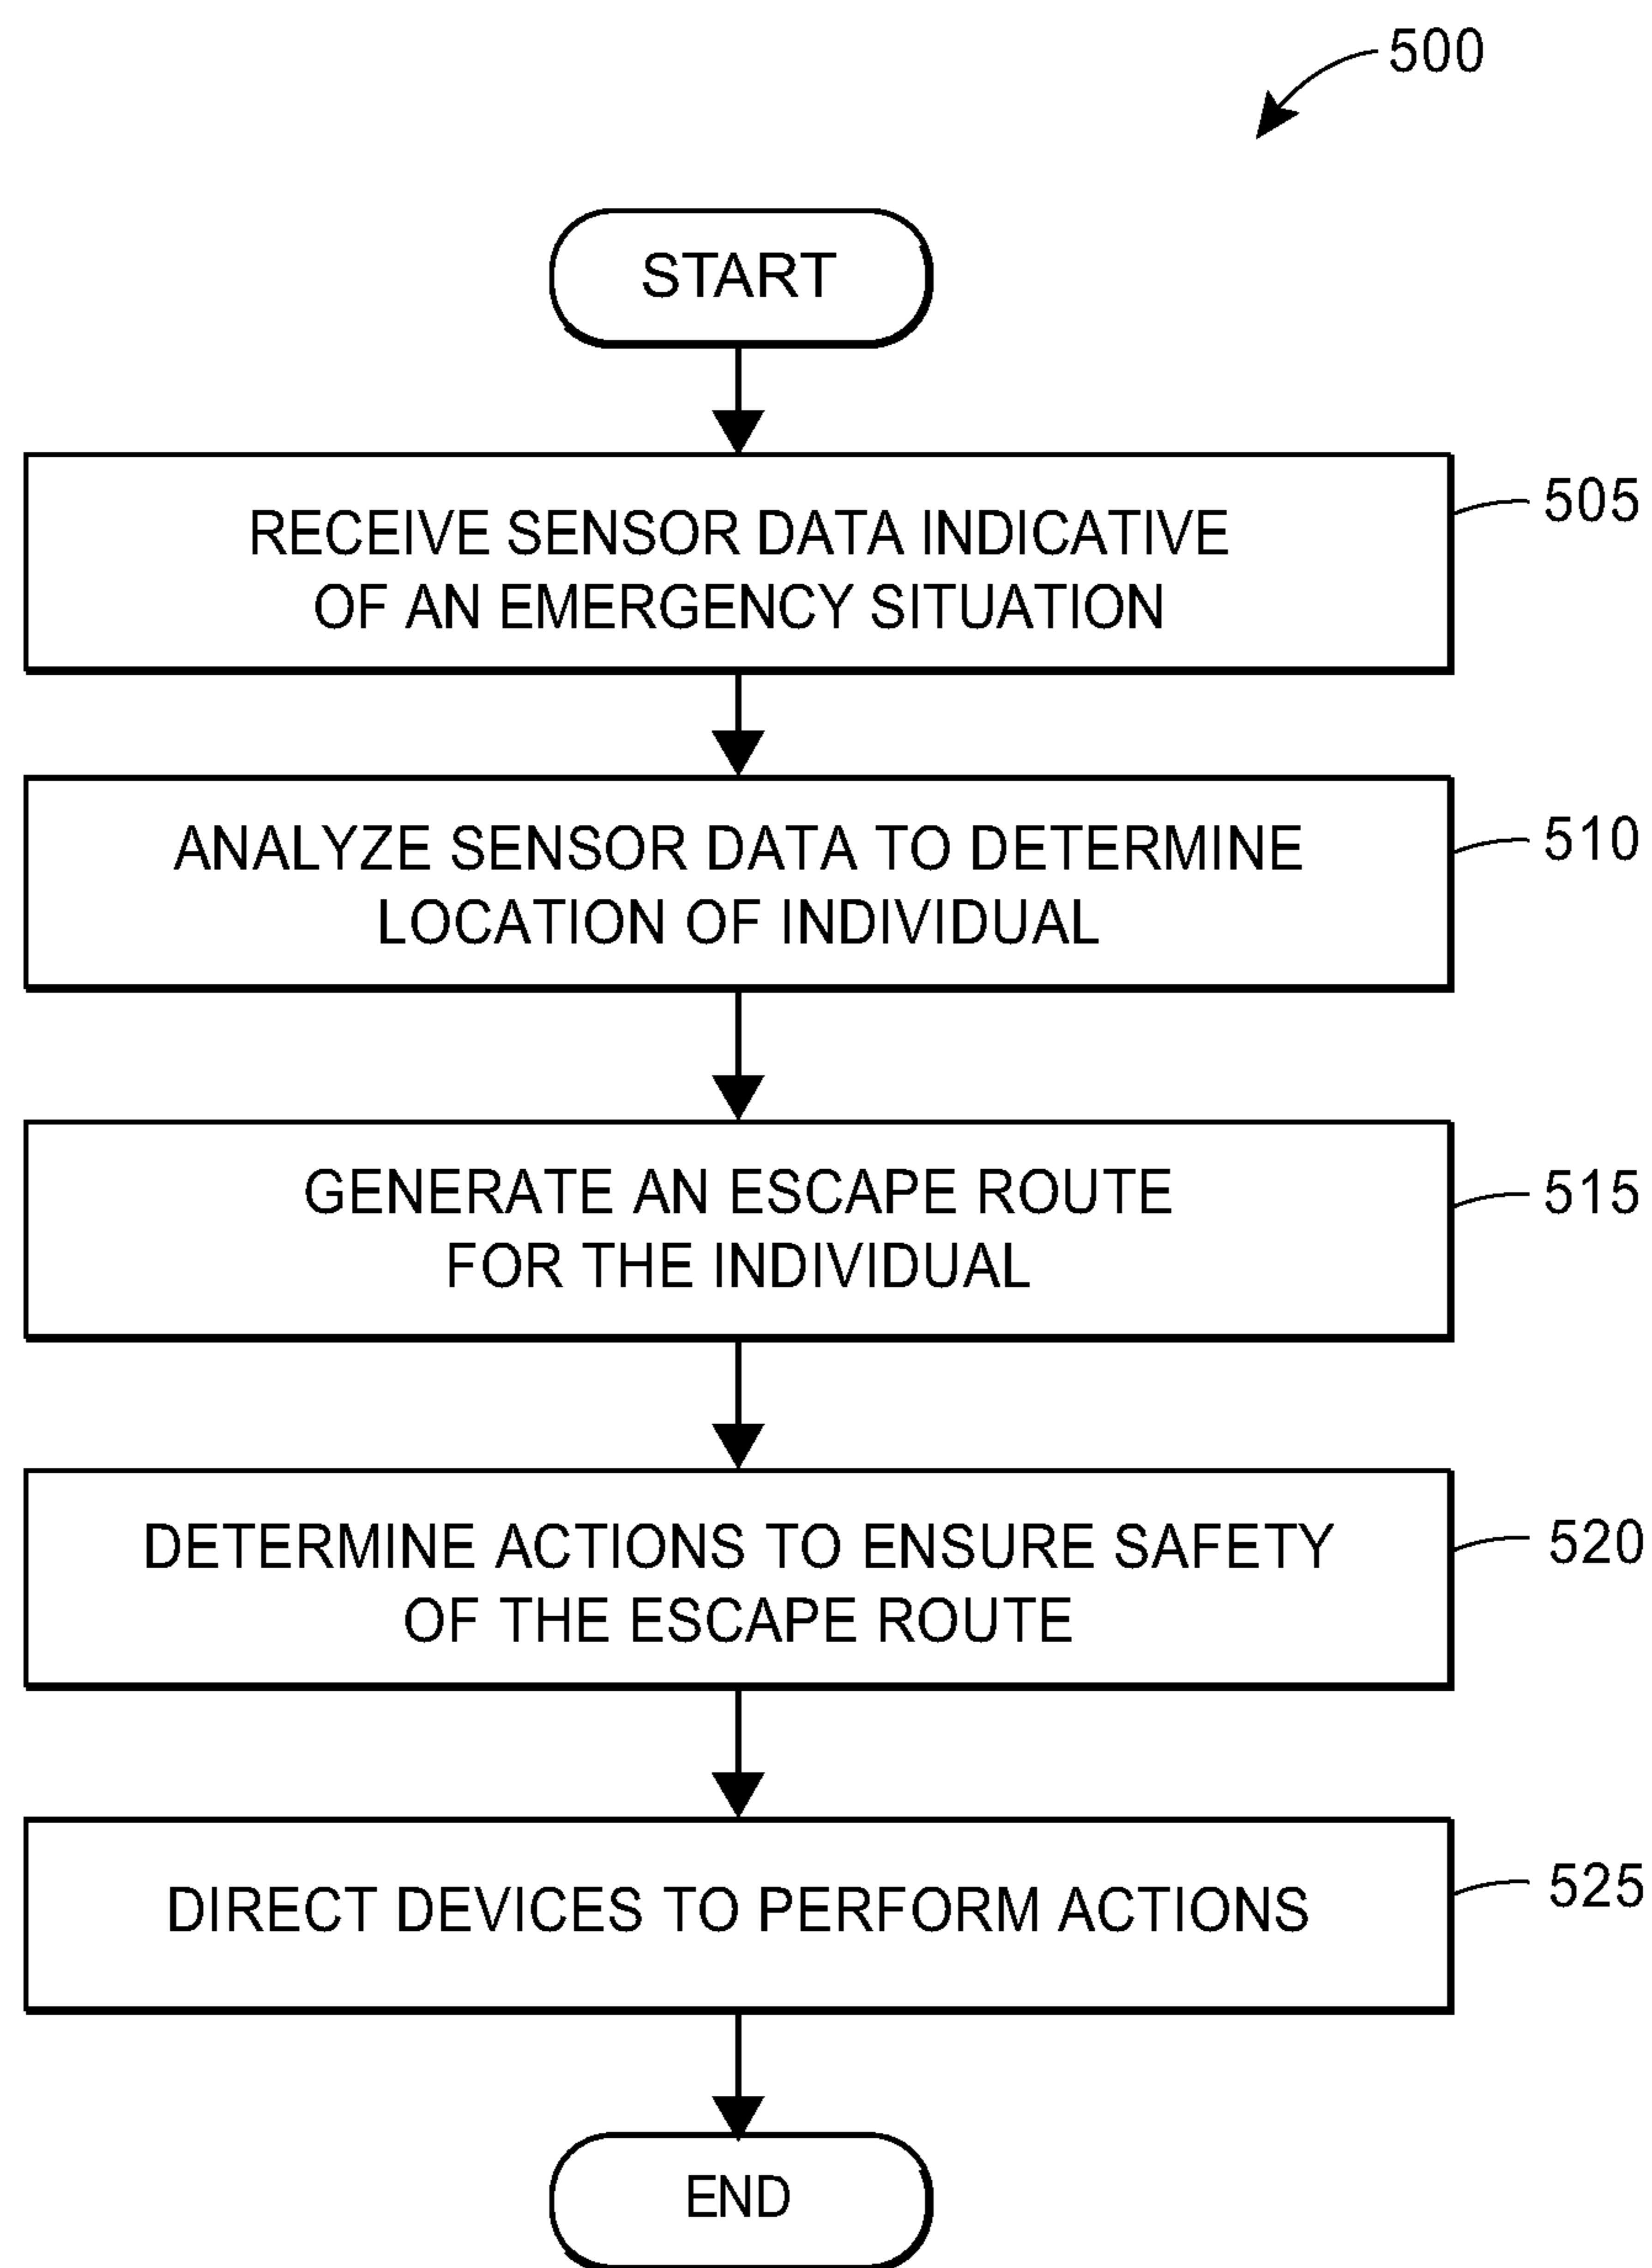 500
START
RECEIVE SENSOR DATA INDICATIVE
OF AN EMERGENCY SITUATION
505
ANALYZE SENSOR DATA TO DETERMINE
LOCATION OF INDIVIDUAL
510
GENERATE AN ESCAPE ROUTE
FOR THE INDIVIDUAL
515
DETERMINE ACTIONS TO ENSURE SAFETY
OF THE ESCAPE ROUTE
520
DIRECT DEVICES TO PERFORM ACTIONS
525
END